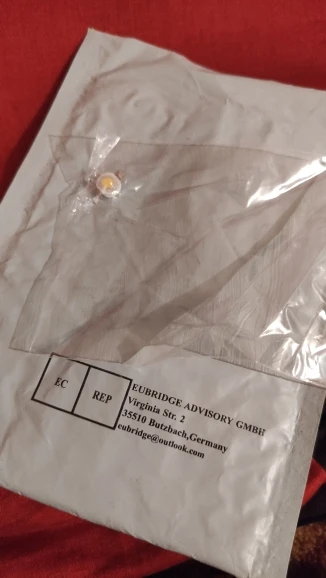 EC REP
EUBRIDGE ADVISORY GMBH
Virginia Str. 2
35510 Butzbach,Germany
eubridge@outlook.com